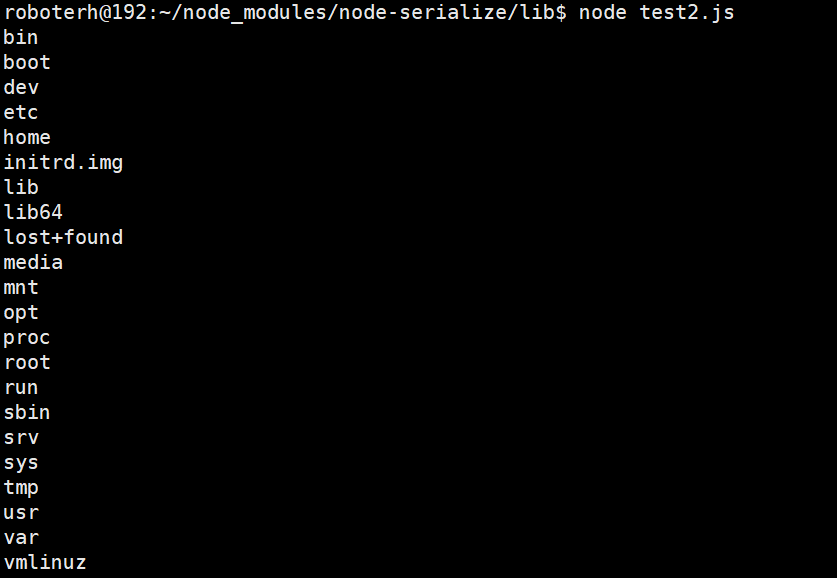 roboterh@192:~/node_modules/node-serialize/lib$ node test2.js
bin
boot
dev
etc
home
initrd.img
lib
lib64
lost+found
media
mnt
opt
proc
root
run
sbin
srv
sys
tmp
usr
var
vmlinuz